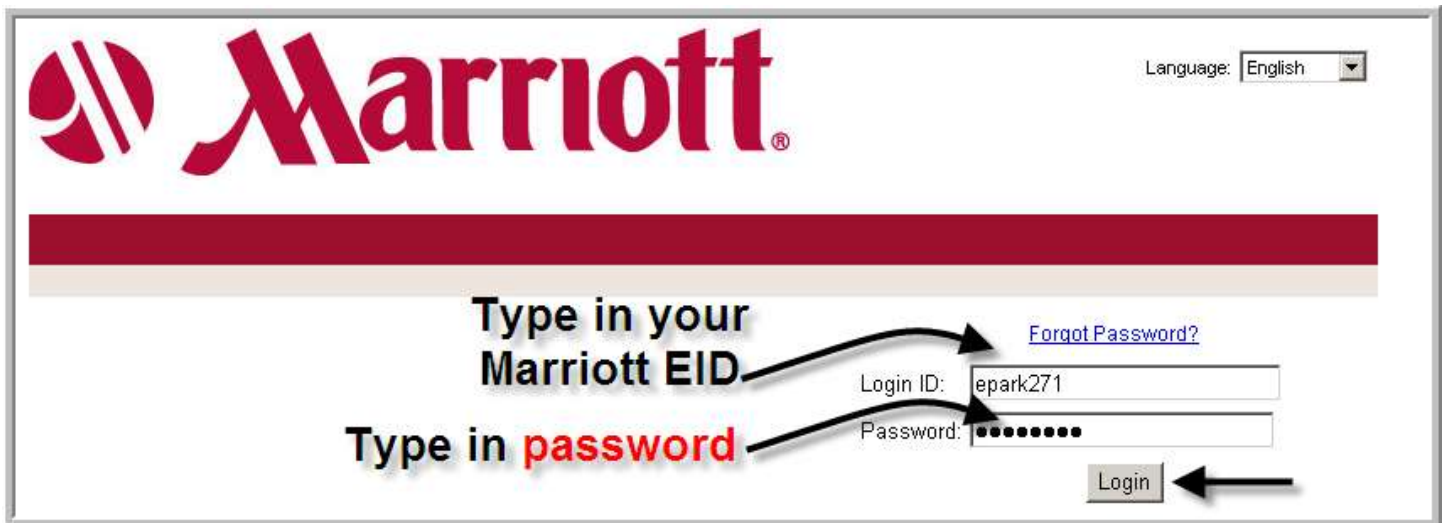 Marriott®
Language: English
Type in your
Marriott EID
Forgot Password?
Login ID: epark271
Type in password
Password: ●●●●●●●●
Login